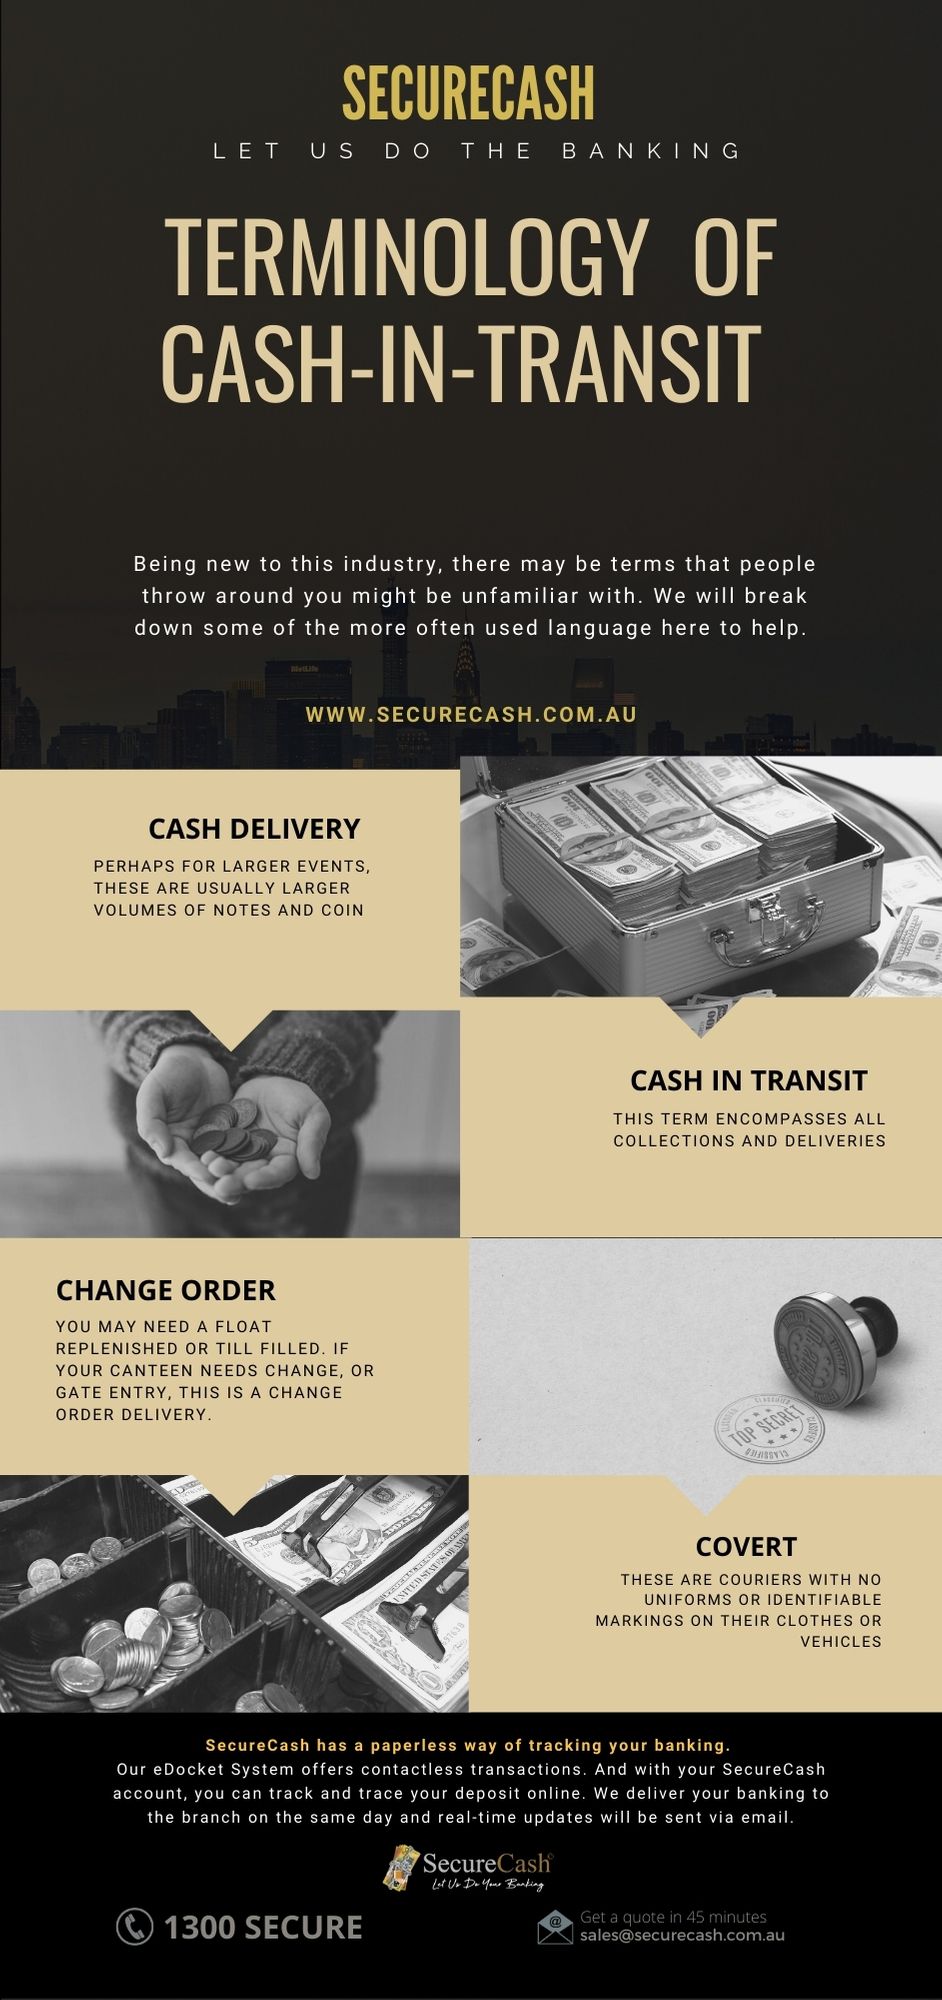 SECURECASH
LET US DO THE BANKING
TERMINOLOGY OF
CASH-IN-TRANSIT
Being new to this industry, there may be terms that people
throw around you might be unfamiliar with. We will break
down some of the more often used language here to help.
MetLife
WWW.SECURECASH.COM.AU
CASH DELIVERY
PERHAPS FOR LARGER EVENTS,
THESE ARE USUALLY LARGER
VOLUMES OF NOTES AND COIN
100
CASH IN TRANSIT
THIS TERM ENCOMPASSES ALL
COLLECTIONS AND DELIVERIES
CHANGE ORDER
YOU MAY NEED A FLOAT
REPLENISHED OR TILL FILLED. IF
YOUR CANTEEN NEEDS CHANGE, OR
GATE ENTRY, THIS IS A CHANGE
ORDER DELIVERY.
CLASSIFIED
TOP SECRET
CLASSIFIED
COVERT
THESE ARE COURIERS WITH NO
UNIFORMS OR IDENTIFIABLE
MARKINGS ON THEIR CLOTHES OR
VEHICLES
SecureCash has a paperless way of tracking your banking.
Our eDocket System offers contactless transactions. And with your SecureCash
account, you can track and trace your deposit online. We deliver your banking to
the branch on the same day and real-time updates will be sent via email.
SecureCash
Let Us Do Your Banking
1300 SECURE
Get a quote in 45 minutes
sales@securecash.com.au